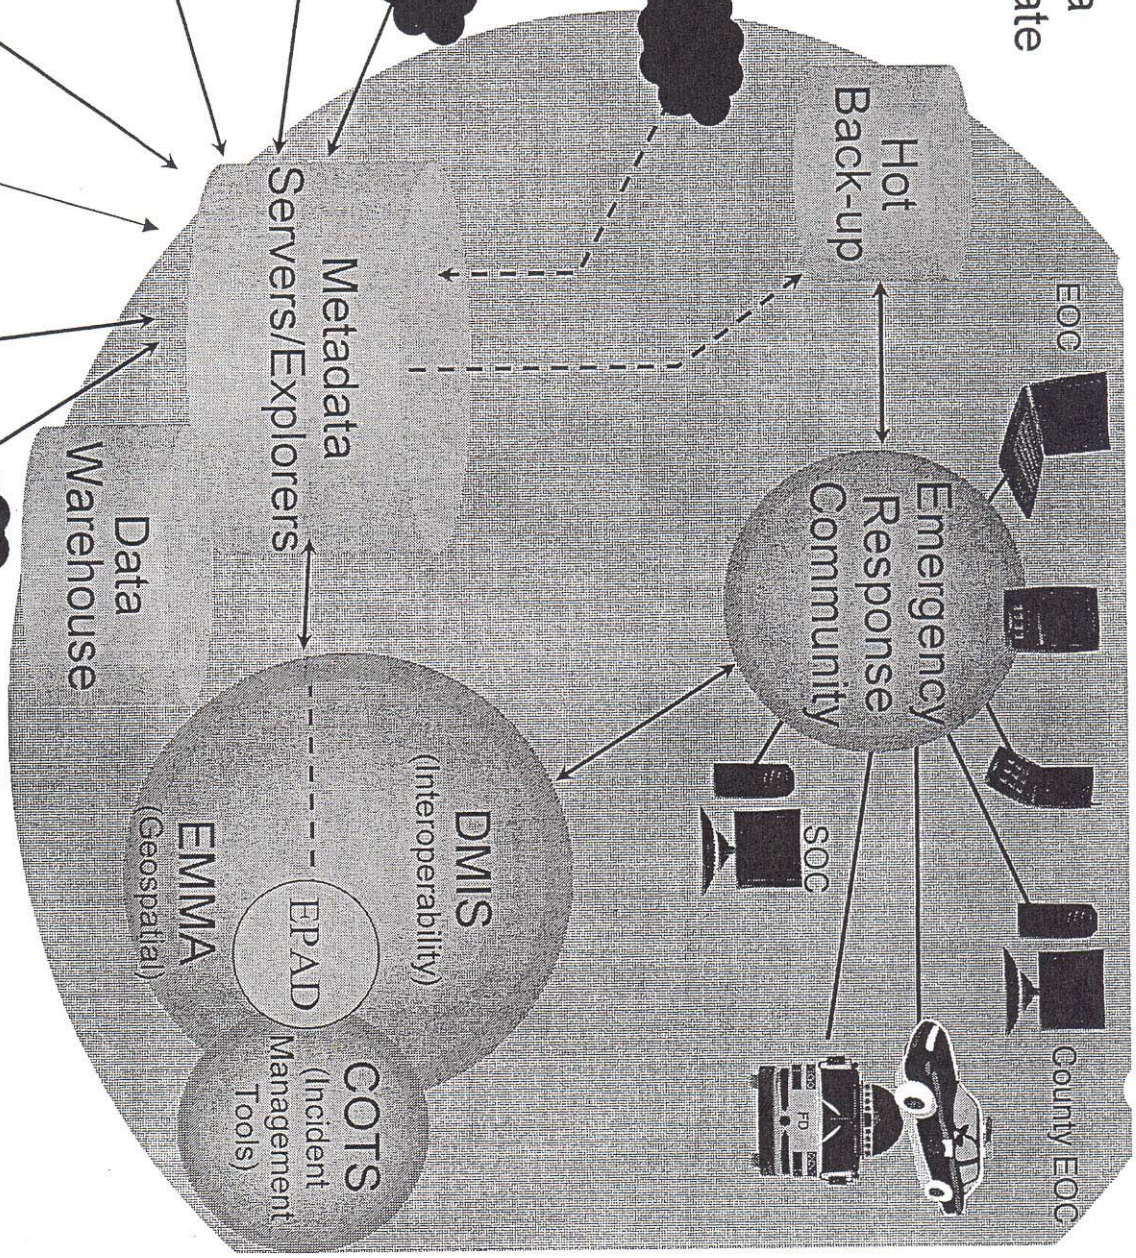 a
ate
EOC
County EOC
Hot
Back-up
Emergency
Response
Community
SOC
FD
Metadata
Servers/Explorers
DMIS
(Interoperability)
EPAD
EMMA
(Geospatial)
COTS
(Incident
Management
Tools)
Data
Warehouse